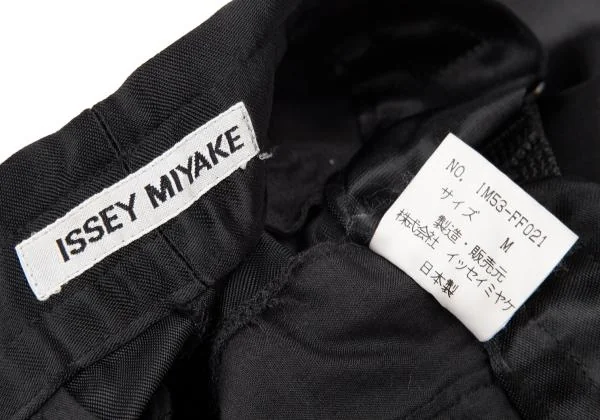 ISSEY MIYAKE
NO. IM53-FF021
サイズ M
製造・販売元
株式会社 イッセイミヤケ
日本製